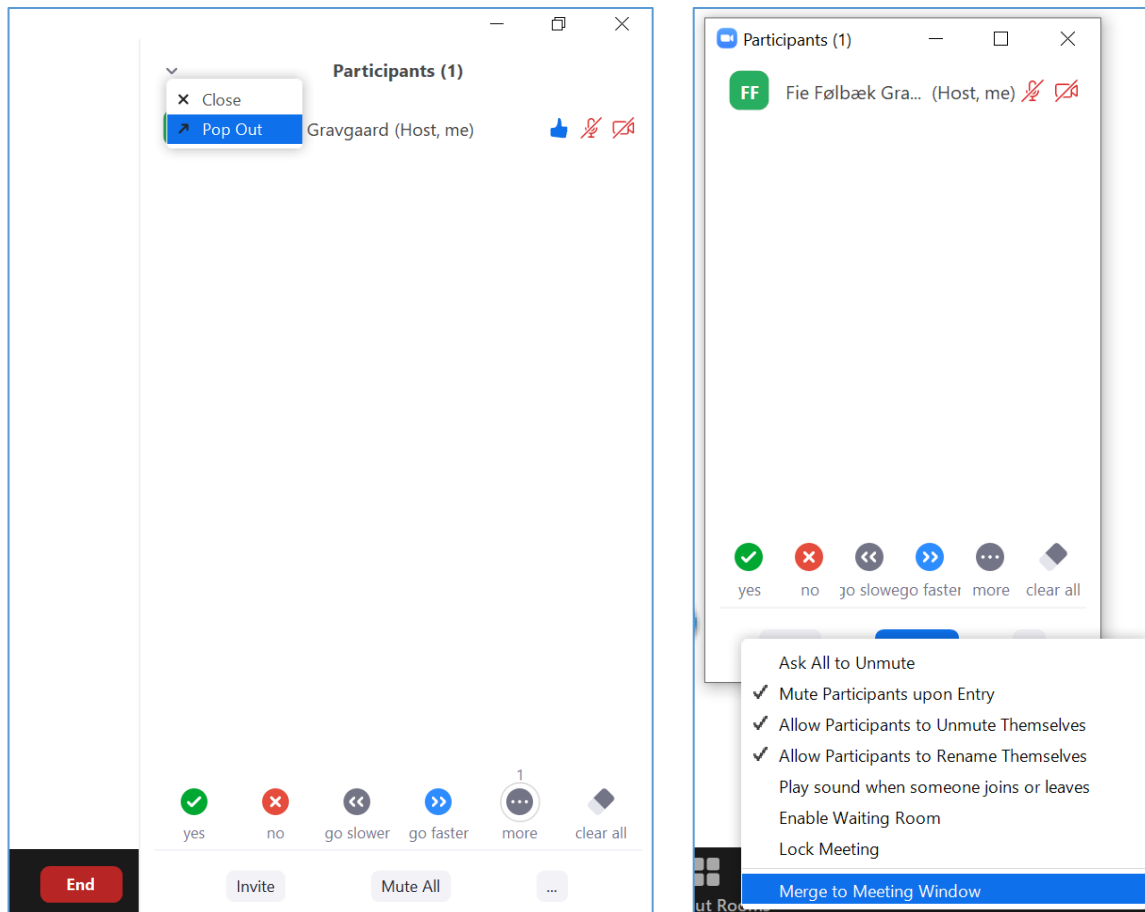 Participants (1)
Close
Pop Out
Gravgaard (Host, me)
1
yes no go slower go faster more clear all
End
Invite Mute All ...
Participants (1)
FF Fie Følbæk Gra... (Host, me)
yes no go slowe go faster more clear all
Ask All to Unmute
Mute Participants upon Entry
Allow Participants to Unmute Themselves
Allow Participants to Rename Themselves
Play sound when someone joins or leaves
Enable Waiting Room
Lock Meeting
Merge to Meeting Window